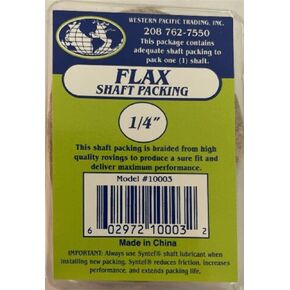 WESTERN PACIFIC TRADING, INC.
208 762-7550
This package contains
adequate shaft packing to
pack one (1) shaft.
FLAX
SHAFT PACKING
1/4"
This shaft packing is braided from high
quality rovings to produce a sure fit and
deliver maximum performance.
Model #10003
6 02972 10003 2
Made in China
IMPORTANT: Always use Syntef® shaft lubricant when
installing new packing. Syntef® reduces friction, increases
performance, and extends packing life.